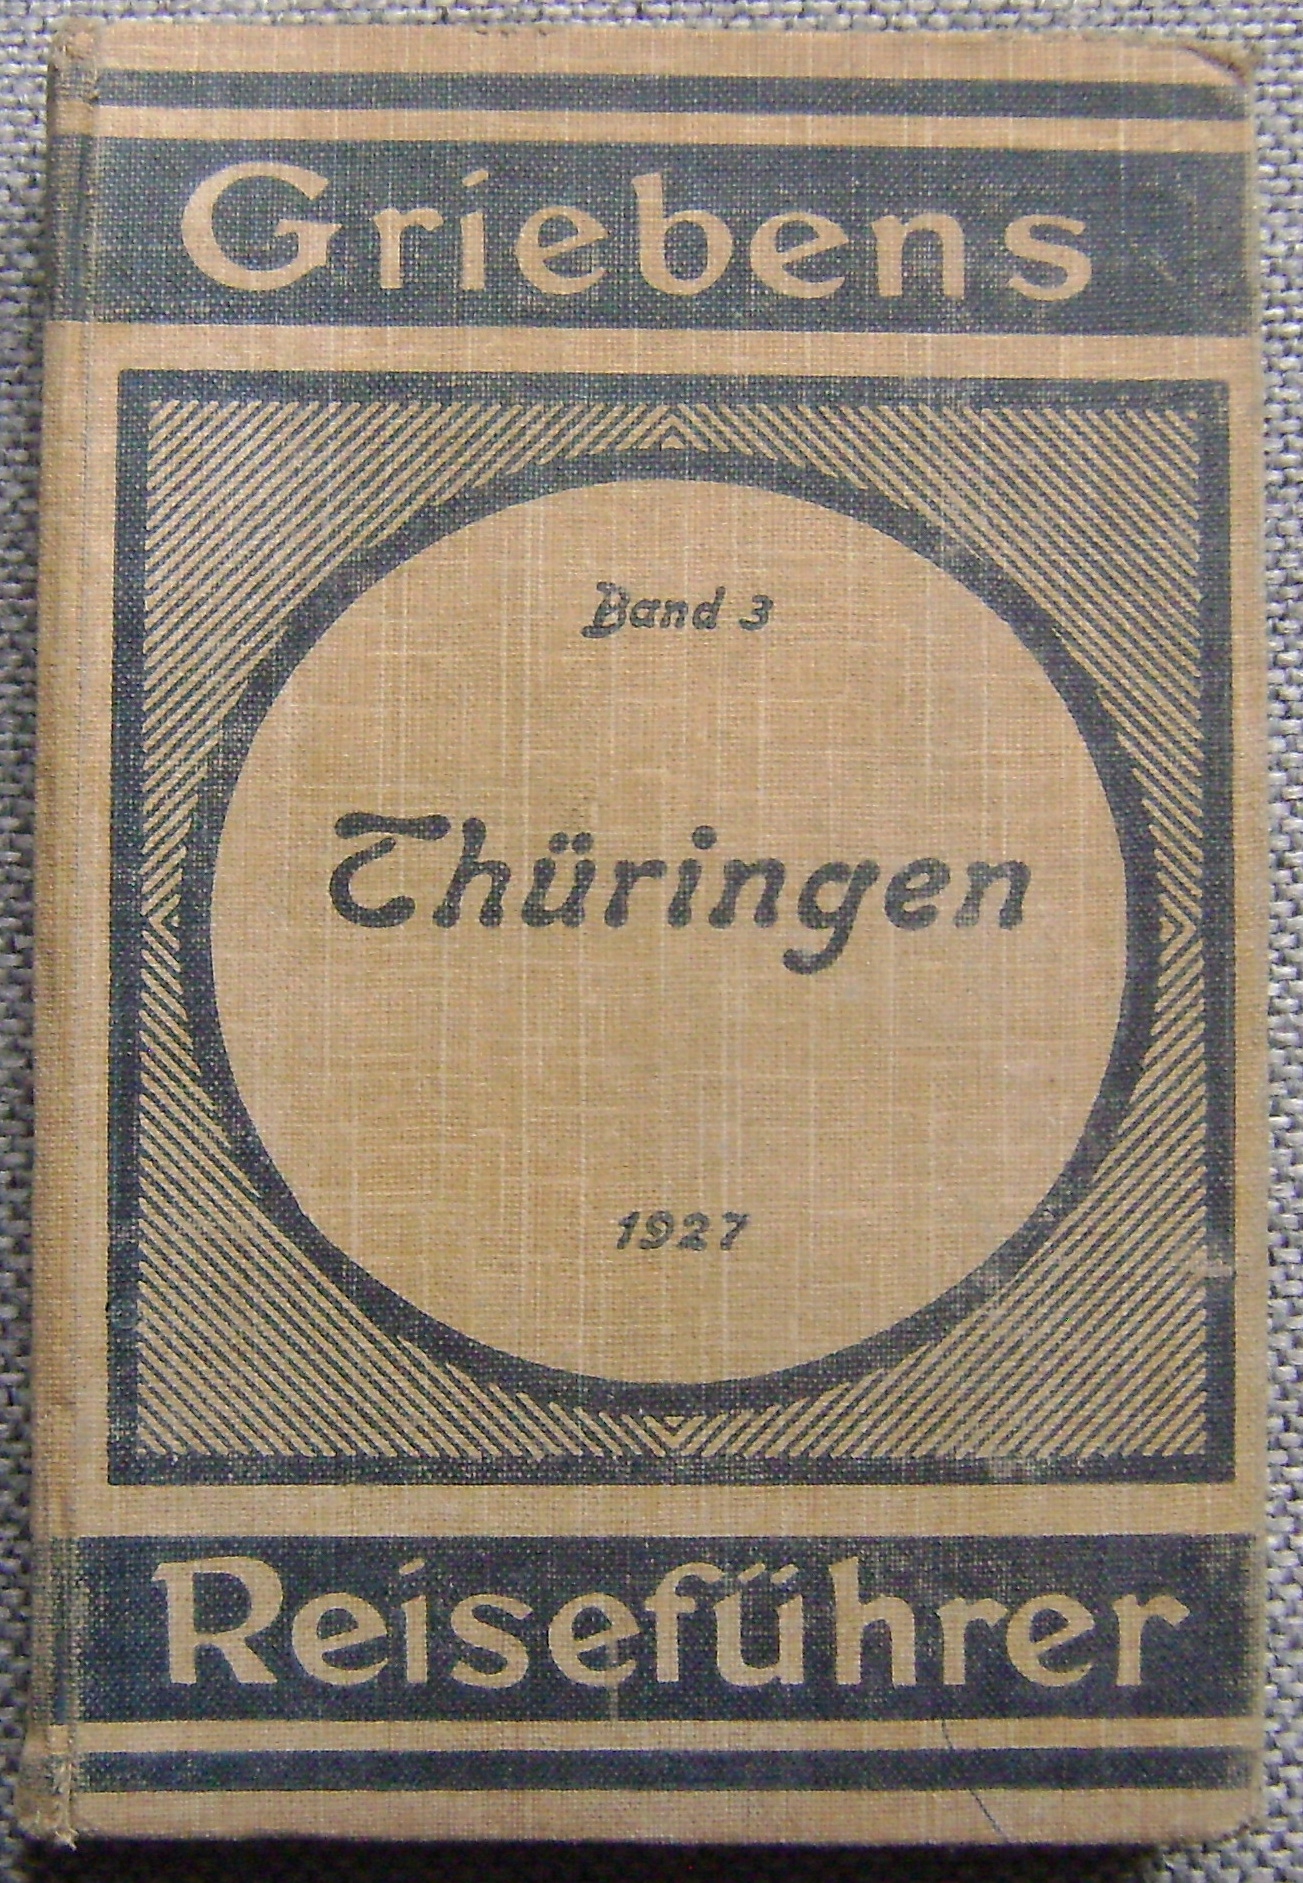 Griebens
Band 3
Thüringen
1927
Reiseführer